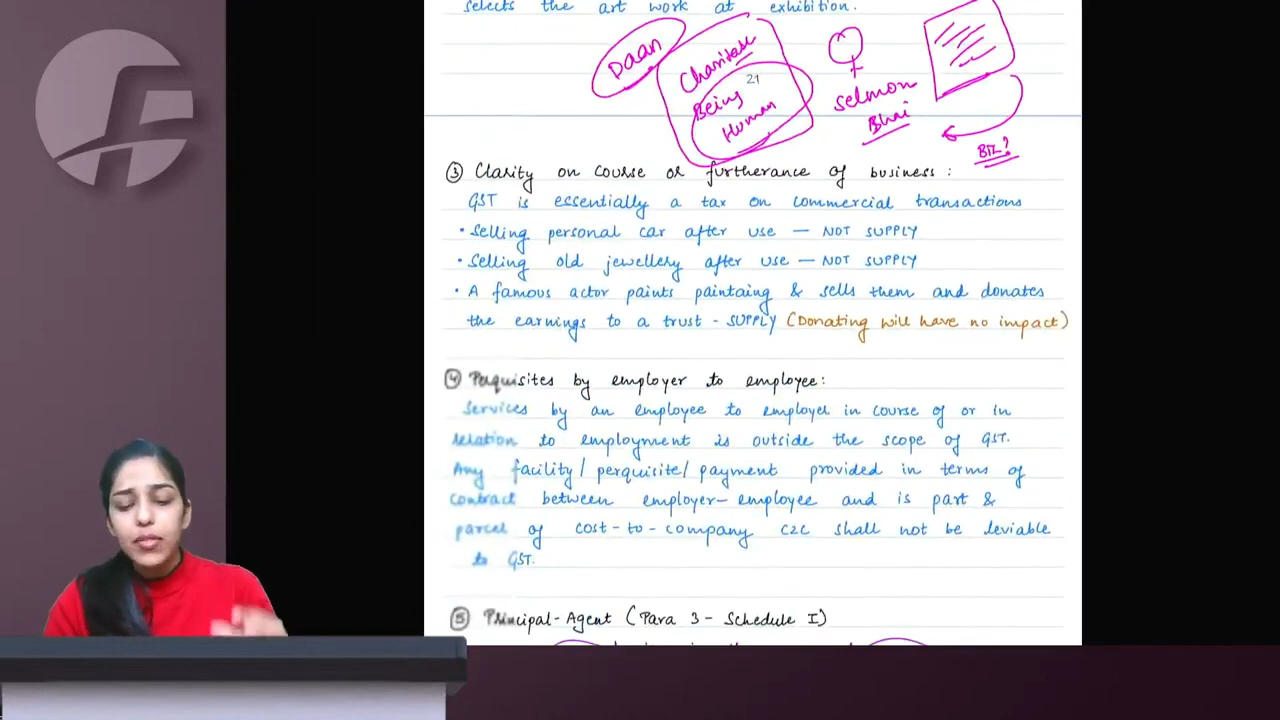 selects the art work at exhibition.
Daan
Charitable
Being
Human
21
selmon
Bhai
BTL?
③ Clarity on course or furtherance of business :
GST is essentially a tax on commercial transactions
• Selling personal car after use — NOT SUPPLY
• Selling old jewellery after use — NOT SUPPLY
• A famous actor paints paintaing & sells them and donates
the earnings to a trust - SUPPLY (Donating will have no impact)
④ Perquisites by employer to employee:
Services by an employee to employer in course of or in
relation to employment is outside the scope of GST.
Any facility/perquisite/payment provided in terms of
contract between employer-employee and is part &
parcel of cost-to-company C2C shall not be leviable
to GST.
⑤ Principal-Agent (Para 3 - Schedule I)